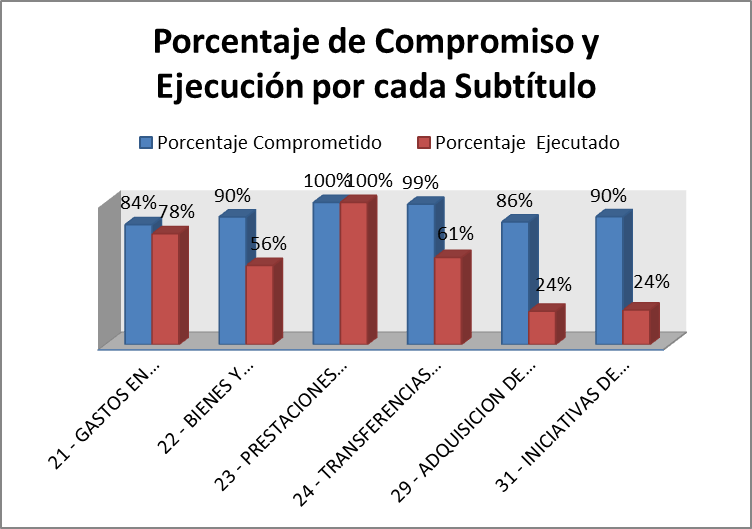 Porcentaje de Compromiso y
Ejecución por cada Subtítulo
Porcentaje Comprometido
Porcentaje Ejecutado
84%
78%
90%
56%
100%
100%
99%
61%
86%
24%
90%
24%
21 - GASTOS EN...
22 - BIENES Y...
23 - PRESTACIONES...
24 - TRANSFERENCIAS...
29 - ADQUISICION DE...
31 - INICIATIVAS DE...